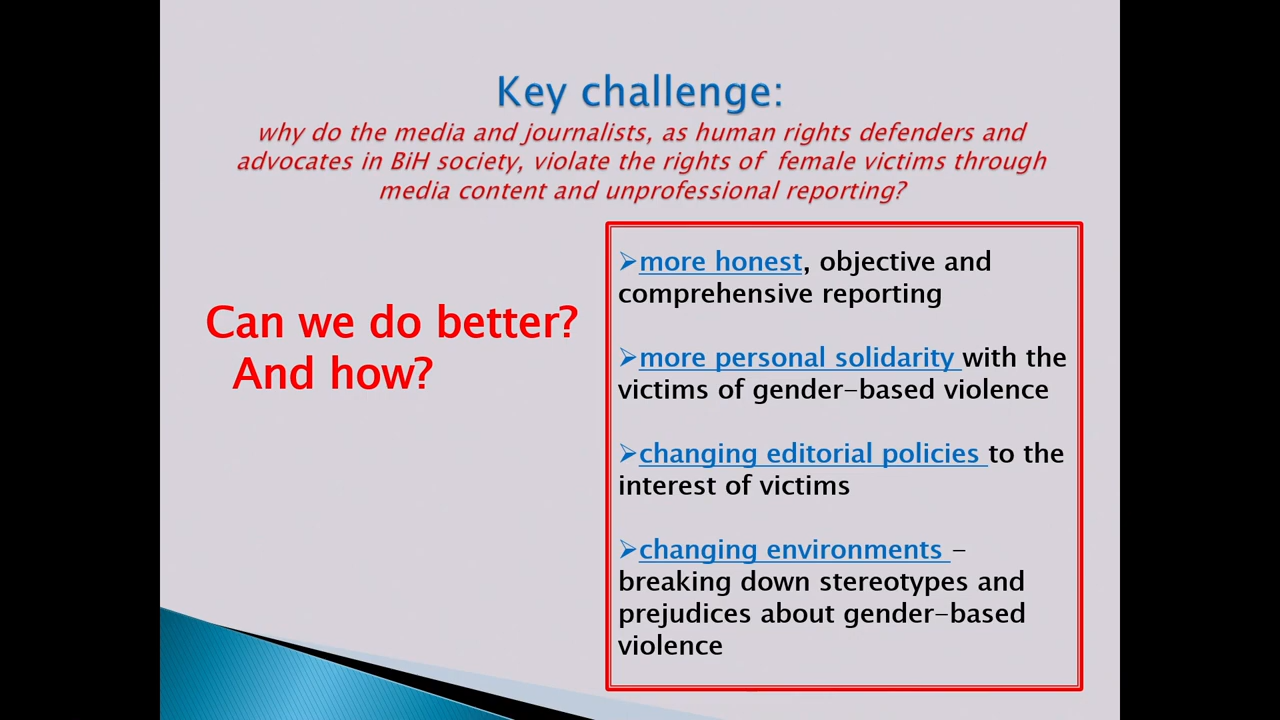 Key challenge:
why do the media and journalists, as human rights defenders and
advocates in BiH society, violate the rights of female victims through
media content and unprofessional reporting?
Can we do better?
And how?
➢more honest, objective and
comprehensive reporting
➢more personal solidarity with the
victims of gender-based violence
➢changing editorial policies to the
interest of victims
➢changing environments –
breaking down stereotypes and
prejudices about gender-based
violence